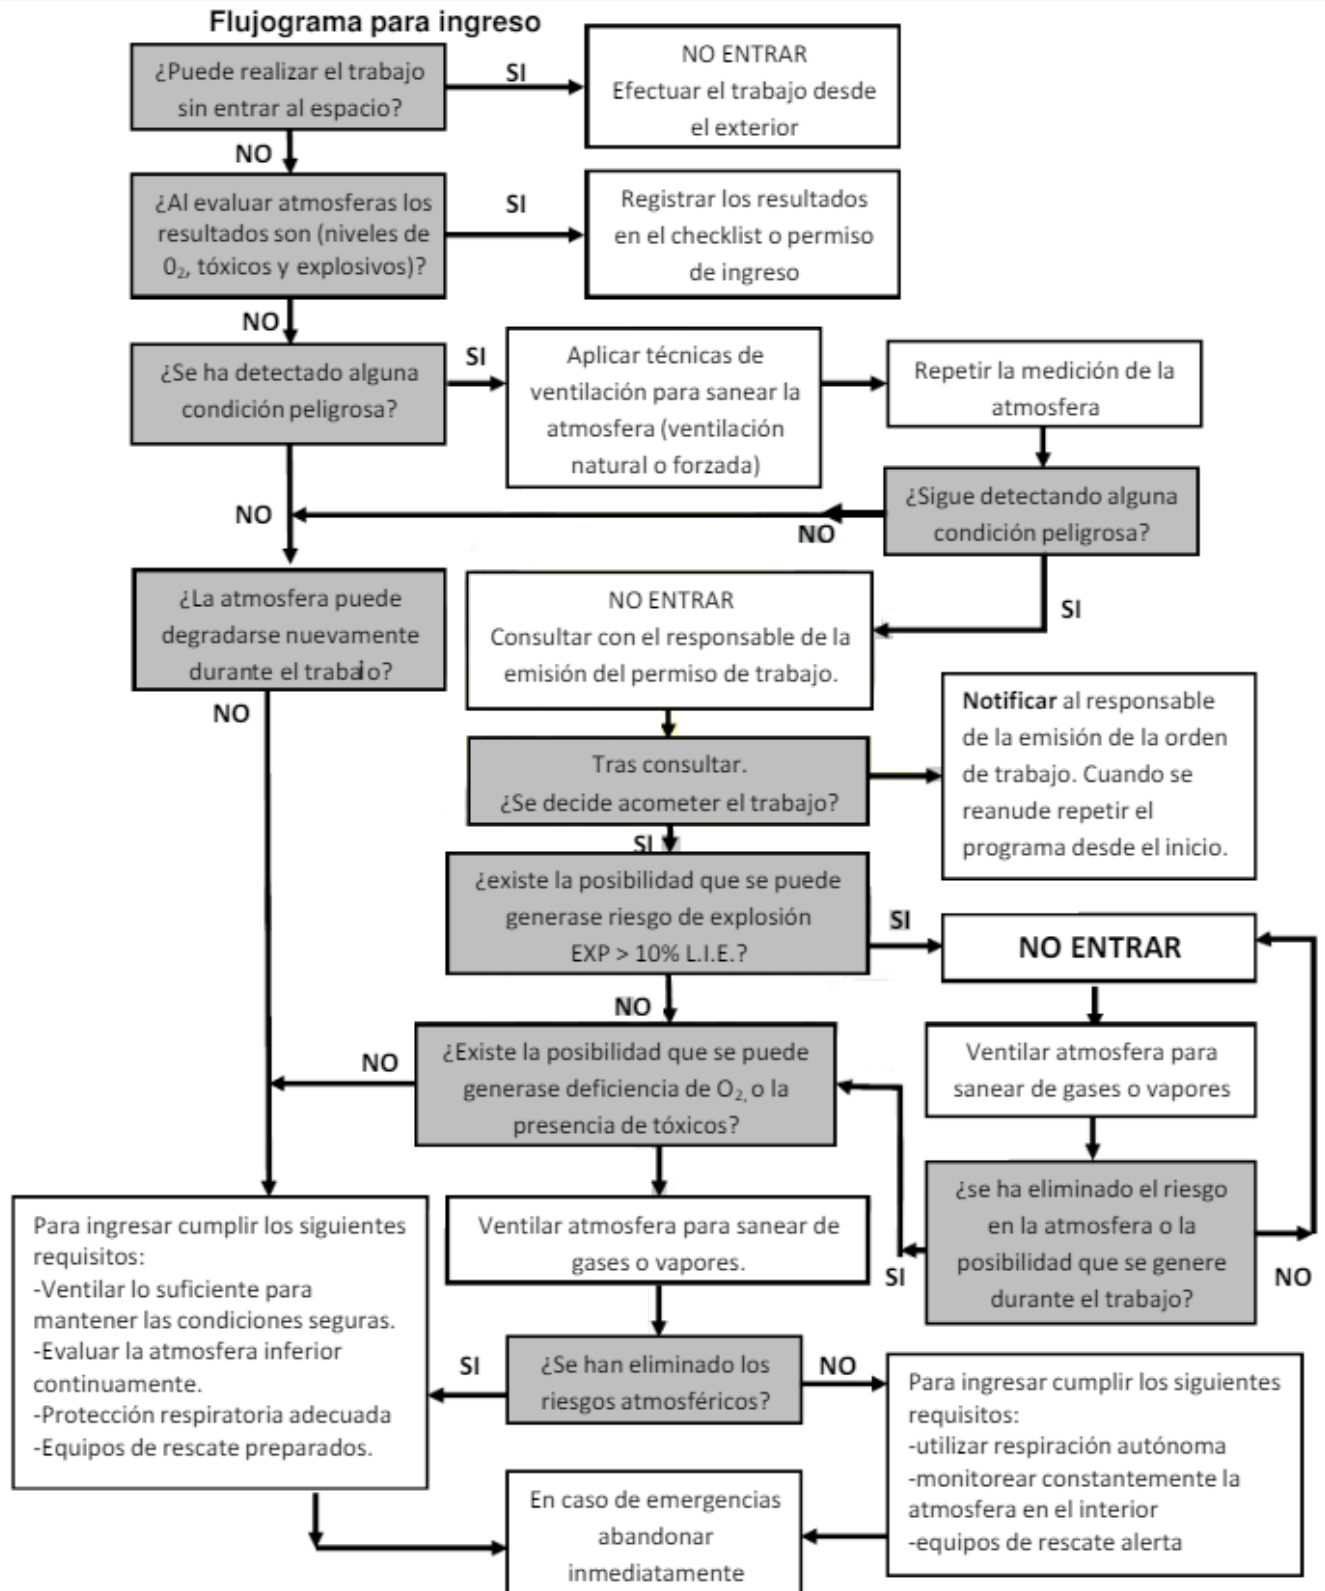 Flujograma para ingreso
¿Puede realizar el trabajo
sin entrar al espacio?
SI
NO ENTRAR
Efectuar el trabajo desde
el exterior
NO
¿Al evaluar atmosferas los
resultados son (niveles de
0₂, tóxicos y explosivos)?
SI
Registrar los resultados
en el checklist o permiso
de ingreso
NO
¿Se ha detectado alguna
condición peligrosa?
SI
Aplicar técnicas de
ventilación para sanear la
atmosfera (ventilación
natural o forzada)
Repetir la medición de la
atmosfera
¿Sigue detectando alguna
condición peligrosa?
NO
NO
SI
¿La atmosfera puede
degradarse nuevamente
durante el trabajo?
NO
NO ENTRAR
Consultar con el responsable de la
emisión del permiso de trabajo.
Tras consultar.
¿Se decide acometer el trabajo?
Notificar al responsable
de la emisión de la orden
de trabajo. Cuando se
reanude repetir el
programa desde el inicio.
SI
¿existe la posibilidad que se puede
generase riesgo de explosión
EXP > 10% L.I.E.?
SI
NO ENTRAR
NO
¿Existe la posibilidad que se puede
generase deficiencia de O₂, o la
presencia de tóxicos?
NO
Ventilar atmosfera para
sanear de gases o vapores
¿se ha eliminado el riesgo
en la atmosfera o la
posibilidad que se genere
durante el trabajo?
SI
NO
Ventilar atmosfera para sanear de
gases o vapores.
Para ingresar cumplir los siguientes
requisitos:
-Ventilar lo suficiente para
mantener las condiciones seguras.
-Evaluar la atmosfera inferior
continuamente.
-Protección respiratoria adecuada
-Equipos de rescate preparados.
SI
¿Se han eliminado los
riesgos atmosféricos?
NO
Para ingresar cumplir los siguientes
requisitos:
-utilizar respiración autónoma
-monitorear constantemente la
atmosfera en el interior
-equipos de rescate alerta
En caso de emergencias
abandonar
inmediatamente